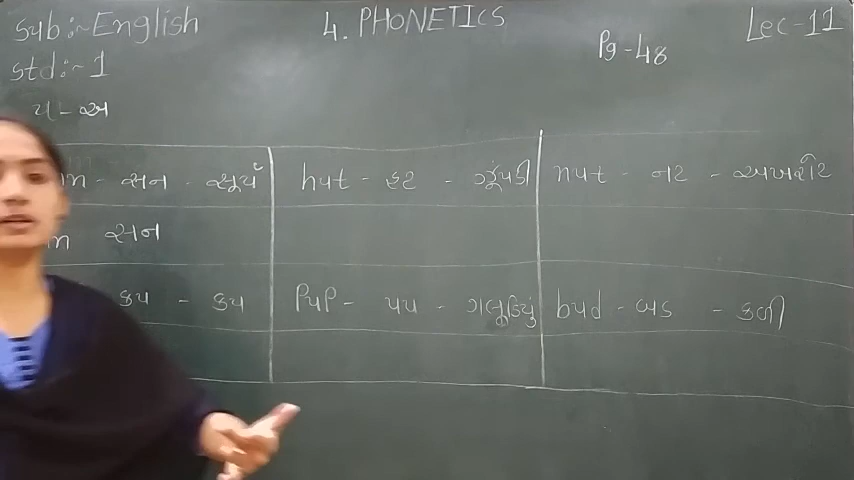 Sub:~ English 4. PHONETICS Pg-48 Lec-11
Std:~ 1
n - સન - સૂર્ય hut - હટ - ઝૂંપડી nut - નટ - અખરોટ
n સન
કપ - કપ PuP - પપ - ગલુડિયું bud - બડ - કળી